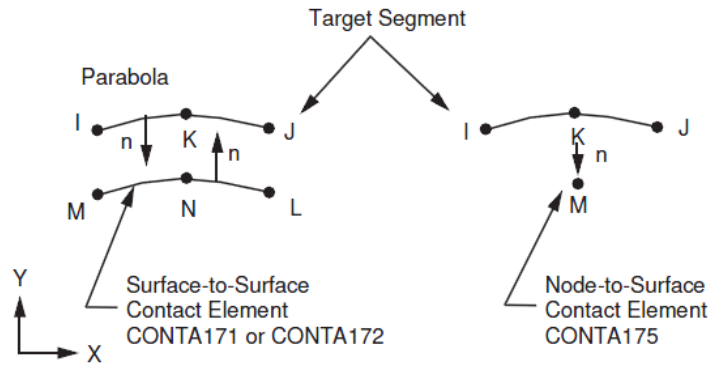 Target Segment
Parabola
I
K
J
n
n
M
N
L
Surface-to-Surface
Contact Element
CONTA171 or CONTA172
Y
X
I
K
J
n
M
Node-to-Surface
Contact Element
CONTA175